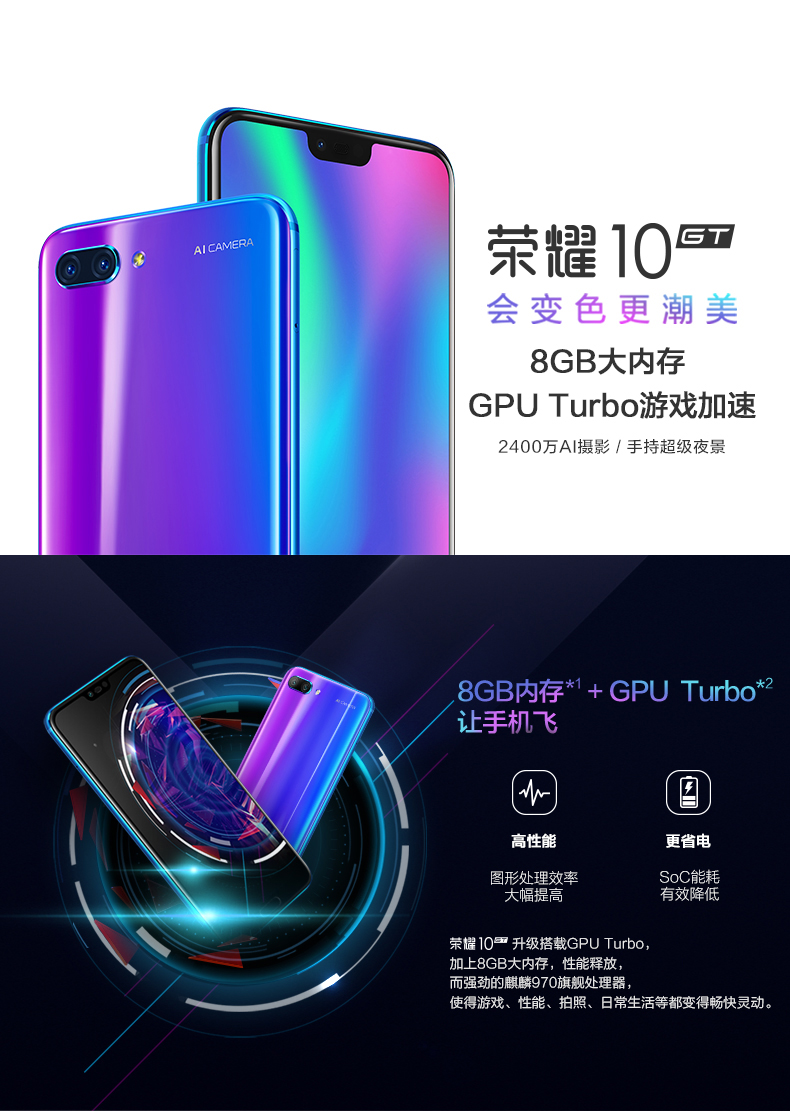 AI CAMERA
荣耀10 GT
会变色更潮美
8GB大内存
GPU Turbo游戏加速
2400万AI摄影 / 手持超级夜景
AI CAMERA
8GB内存*1 + GPU Turbo*2
让手机飞
高性能
更省电
图形处理效率
大幅提高
SoC能耗
有效降低
荣耀10 GT 升级搭载GPU Turbo，
加上8GB大内存，性能释放，
而强劲的麒麟970旗舰处理器，
使得游戏、性能、拍照、日常生活等都变得畅快灵动。